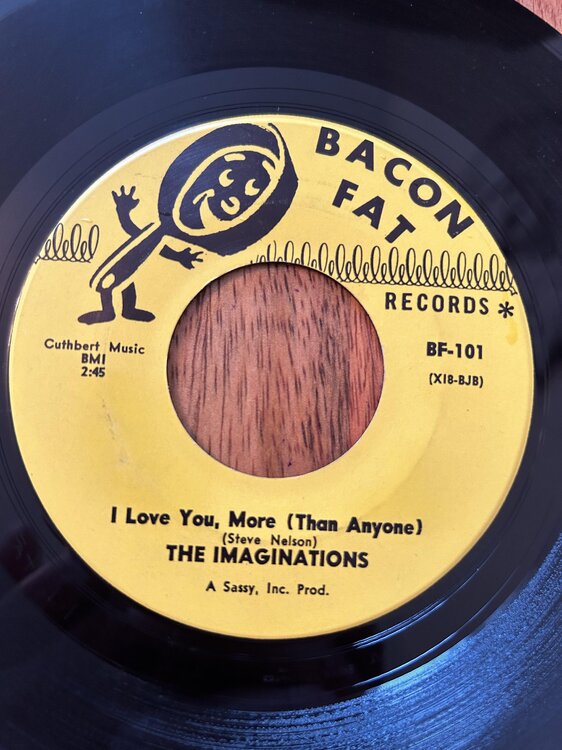 BACON
FAT
RECORDS *
Cuthbert Music
BMI
2:45
BF-101
(XIB-BJB)
I Love You, More (Than Anyone)
(Steve Nelson)
THE IMAGINATIONS
A Sassy, Inc. Prod.